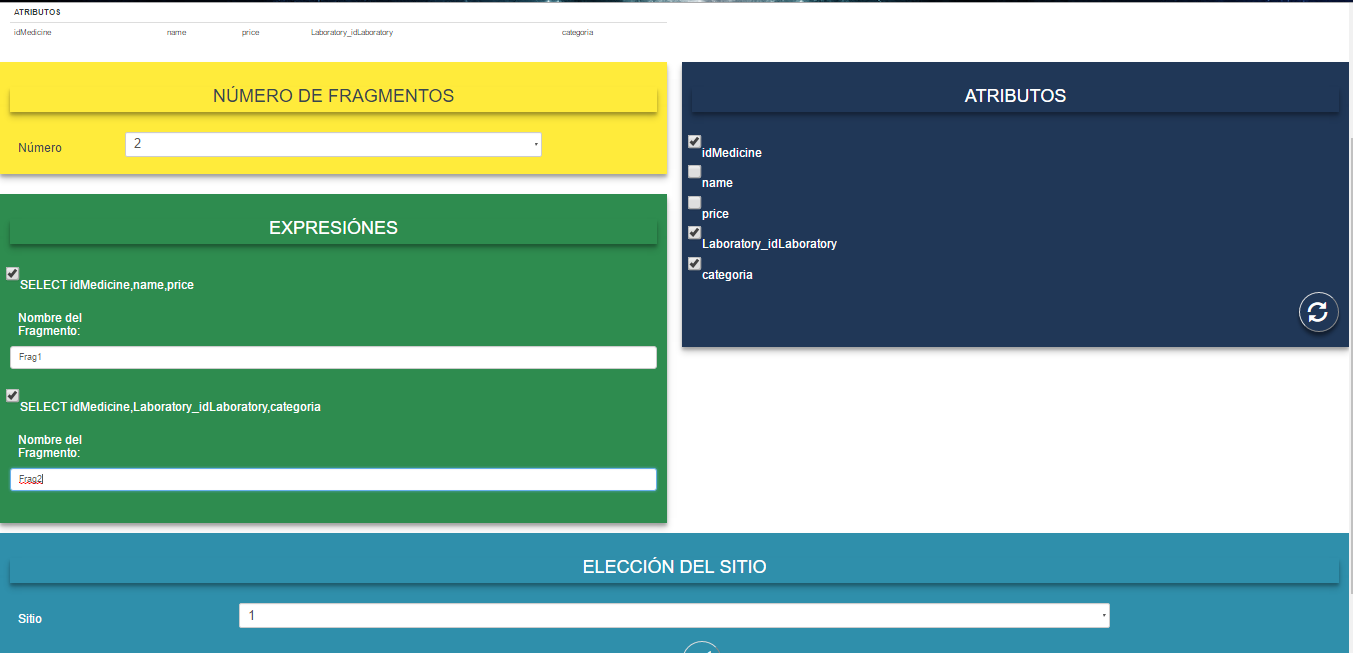 ATRIBUTOS
idMedicine name price Laboratory_idLaboratory categoria
NÚMERO DE FRAGMENTOS
Número 2
EXPRESIÓNES
SELECT idMedicine,name,price
Nombre del
Fragmento:
Frag1
SELECT idMedicine,Laboratory_idLaboratory,categoria
Nombre del
Fragmento:
Frag2
ATRIBUTOS
idMedicine
name
price
Laboratory_idLaboratory
categoria
ELECCIÓN DEL SITIO
Sitio 1